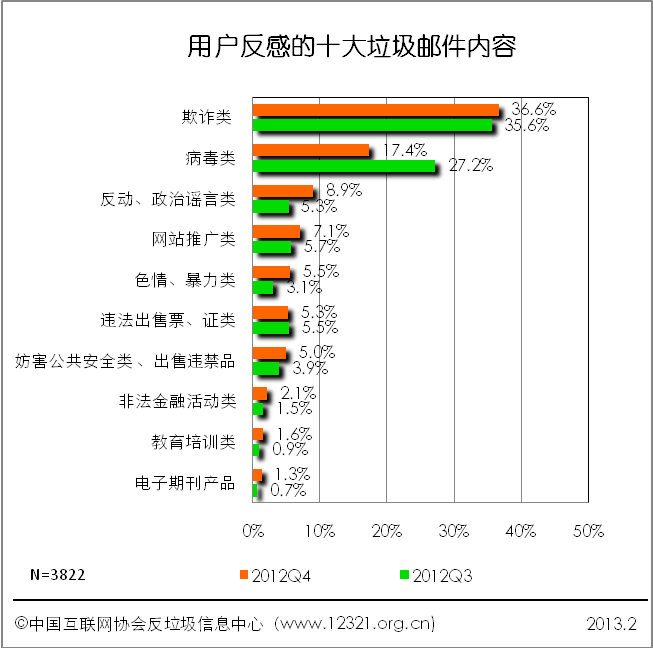 用户反感的十大垃圾邮件内容
欺诈类
36.6%
35.6%
病毒类
17.4%
27.2%
反动、政治谣言类
8.9%
5.3%
网站推广类
7.1%
5.7%
色情、暴力类
5.5%
3.1%
违法出售票、证类
5.3%
5.5%
妨害公共安全类、出售违禁品
5.0%
3.9%
非法金融活动类
2.1%
1.5%
教育培训类
1.6%
0.9%
电子期刊产品
1.3%
0.7%
0% 10% 20% 30% 40% 50%
N=3822 2012Q4 2012Q3
©中国互联网协会反垃圾信息中心（www.12321.org.cn) 2013.2